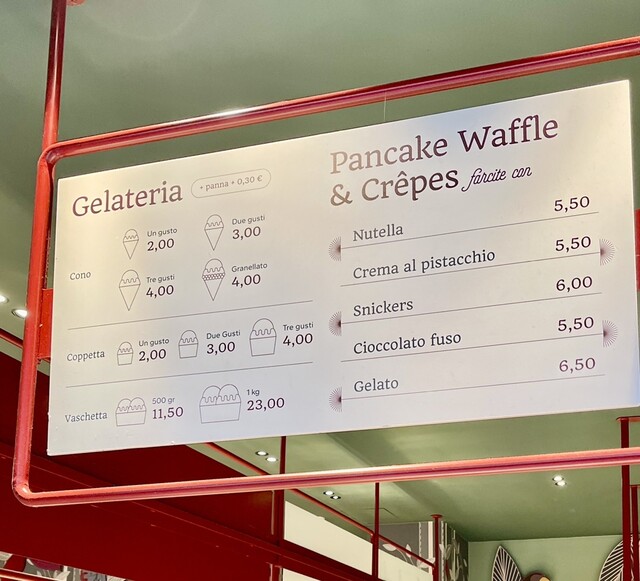 Gelateria
+ panna + 0,30 €
Cono
Un gusto
2,00
Due gusti
3,00
Tre gusti
4,00
Granellato
4,00
Coppetta
Un gusto
2,00
Due Gusti
3,00
Tre gusti
4,00
Vaschetta
500 gr
11,50
1 kg
23,00
Pancake Waffle
& Crêpes farcite con
Nutella 5,50
Crema al pistacchio 5,50
Snickers 6,00
Cioccolato fuso 5,50
Gelato 6,50